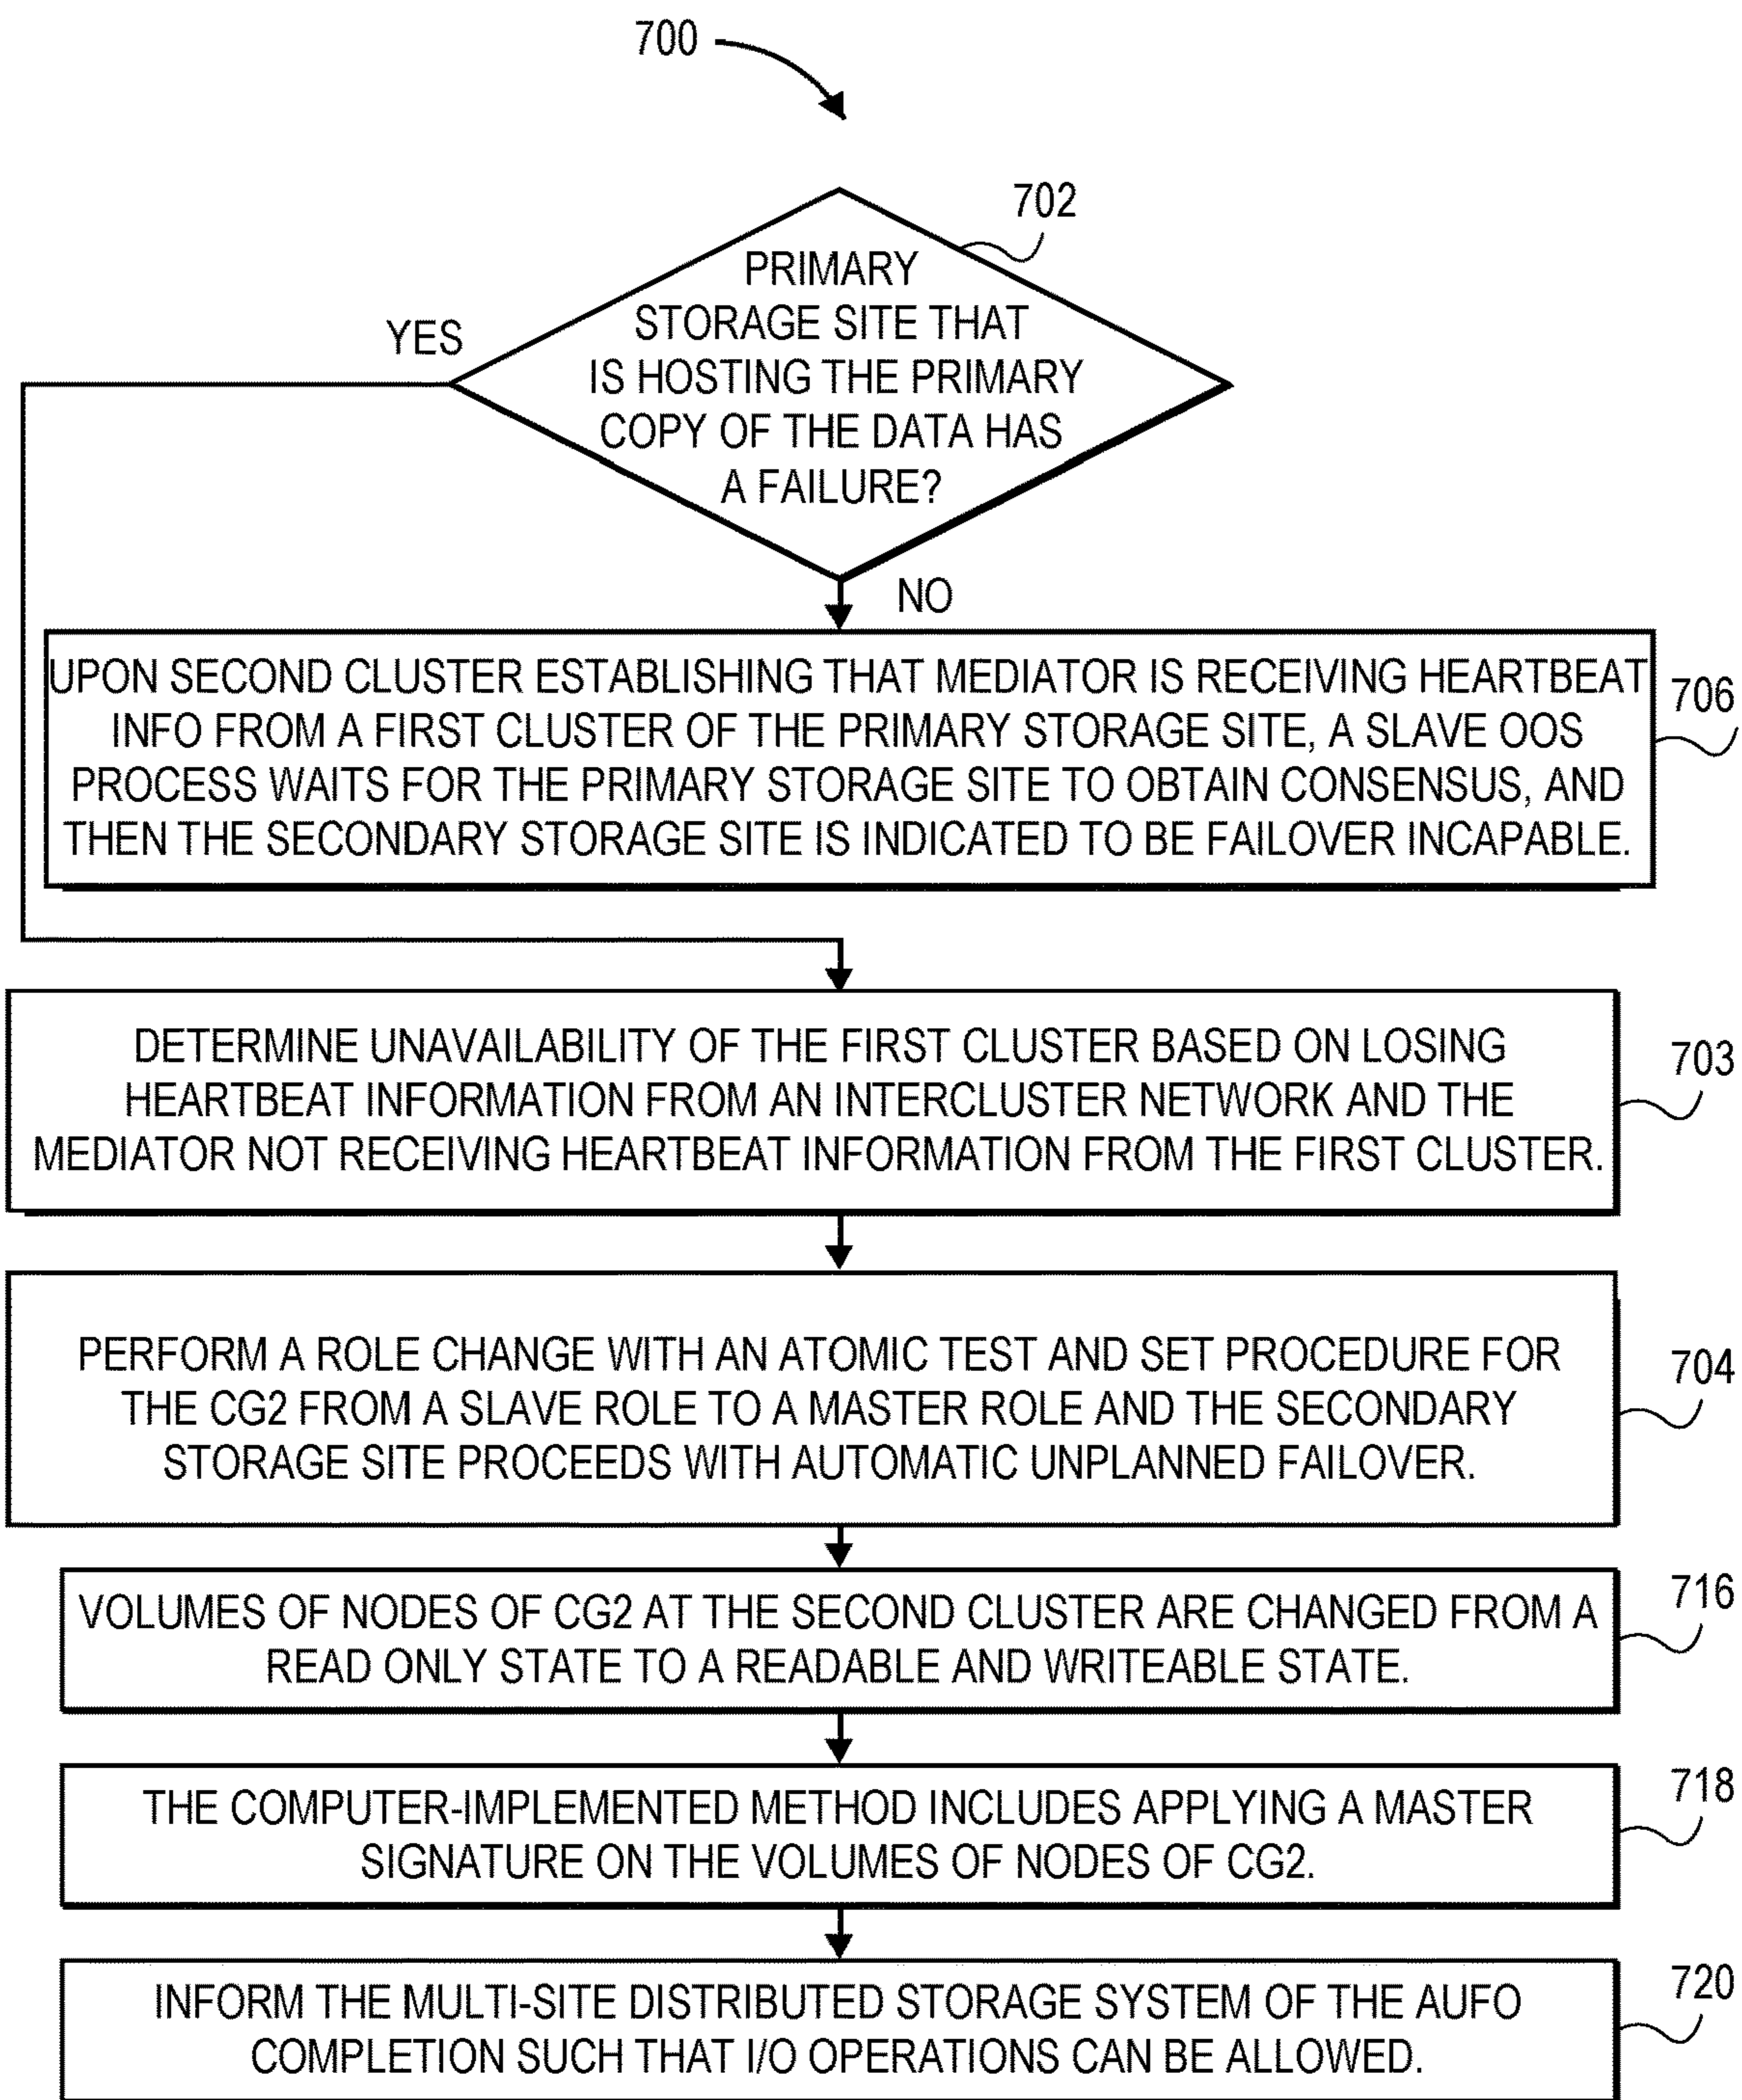 700
702
PRIMARY
STORAGE SITE THAT
IS HOSTING THE PRIMARY
COPY OF THE DATA HAS
A FAILURE?
YES
NO
UPON SECOND CLUSTER ESTABLISHING THAT MEDIATOR IS RECEIVING HEARTBEAT
INFO FROM A FIRST CLUSTER OF THE PRIMARY STORAGE SITE, A SLAVE OOS
PROCESS WAITS FOR THE PRIMARY STORAGE SITE TO OBTAIN CONSENSUS, AND
THEN THE SECONDARY STORAGE SITE IS INDICATED TO BE FAILOVER INCAPABLE.
706
DETERMINE UNAVAILABILITY OF THE FIRST CLUSTER BASED ON LOSING
HEARTBEAT INFORMATION FROM AN INTERCLUSTER NETWORK AND THE
MEDIATOR NOT RECEIVING HEARTBEAT INFORMATION FROM THE FIRST CLUSTER.
703
PERFORM A ROLE CHANGE WITH AN ATOMIC TEST AND SET PROCEDURE FOR
THE CG2 FROM A SLAVE ROLE TO A MASTER ROLE AND THE SECONDARY
STORAGE SITE PROCEEDS WITH AUTOMATIC UNPLANNED FAILOVER.
704
VOLUMES OF NODES OF CG2 AT THE SECOND CLUSTER ARE CHANGED FROM A
READ ONLY STATE TO A READABLE AND WRITEABLE STATE.
716
THE COMPUTER-IMPLEMENTED METHOD INCLUDES APPLYING A MASTER
SIGNATURE ON THE VOLUMES OF NODES OF CG2.
718
INFORM THE MULTI-SITE DISTRIBUTED STORAGE SYSTEM OF THE AUFO
COMPLETION SUCH THAT I/O OPERATIONS CAN BE ALLOWED.
720